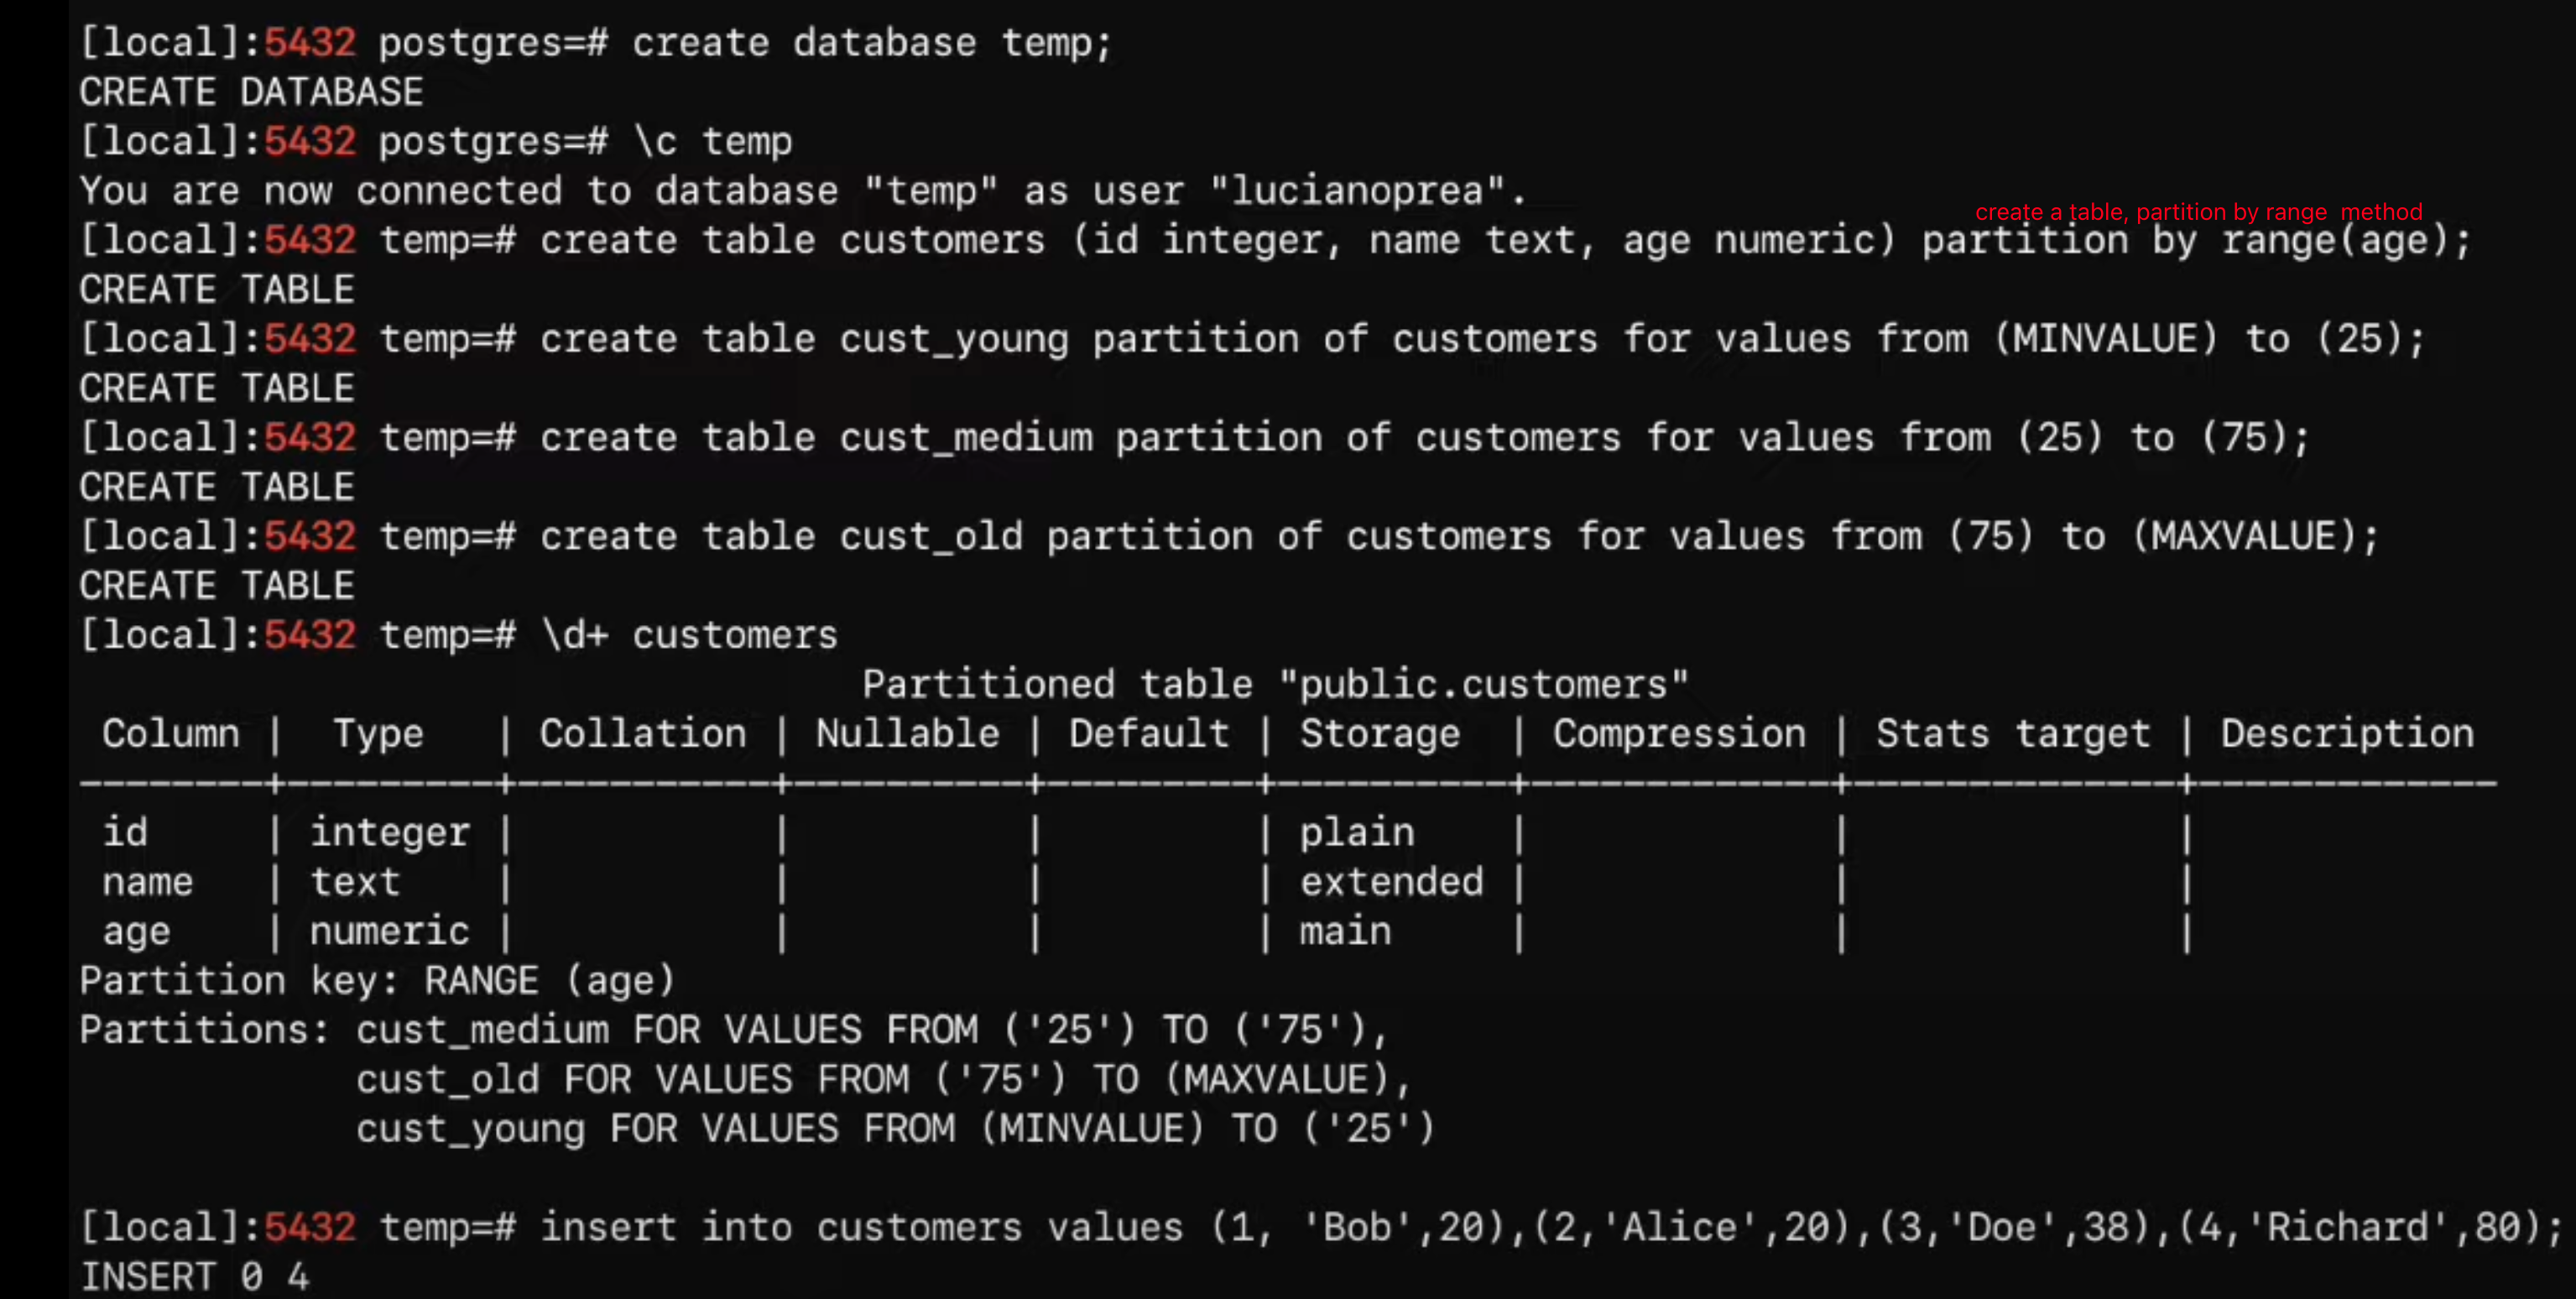 [local]:5432 postgres=# create database temp;
CREATE DATABASE
[local]:5432 postgres=# \c temp
You are now connected to database "temp" as user "lucianoprea".
create a table, partition by range method
[local]:5432 temp=# create table customers (id integer, name text, age numeric) partition by range(age);
CREATE TABLE
[local]:5432 temp=# create table cust_young partition of customers for values from (MINVALUE) to (25);
CREATE TABLE
[local]:5432 temp=# create table cust_medium partition of customers for values from (25) to (75);
CREATE TABLE
[local]:5432 temp=# create table cust_old partition of customers for values from (75) to (MAXVALUE);
CREATE TABLE
[local]:5432 temp=# \d+ customers
Partitioned table "public.customers"
Column | Type | Collation | Nullable | Default | Storage | Compression | Stats target | Description
--------+---------+-----------+----------+---------+----------+-------------+--------------+-------------
id | integer | | | | plain | | |
name | text | | | | extended | | |
age | numeric | | | | main | | |
Partition key: RANGE (age)
Partitions: cust_medium FOR VALUES FROM ('25') TO ('75'),
cust_old FOR VALUES FROM ('75') TO (MAXVALUE),
cust_young FOR VALUES FROM (MINVALUE) TO ('25')
[local]:5432 temp=# insert into customers values (1, 'Bob',20),(2,'Alice',20),(3,'Doe',38),(4,'Richard',80);
INSERT 0 4